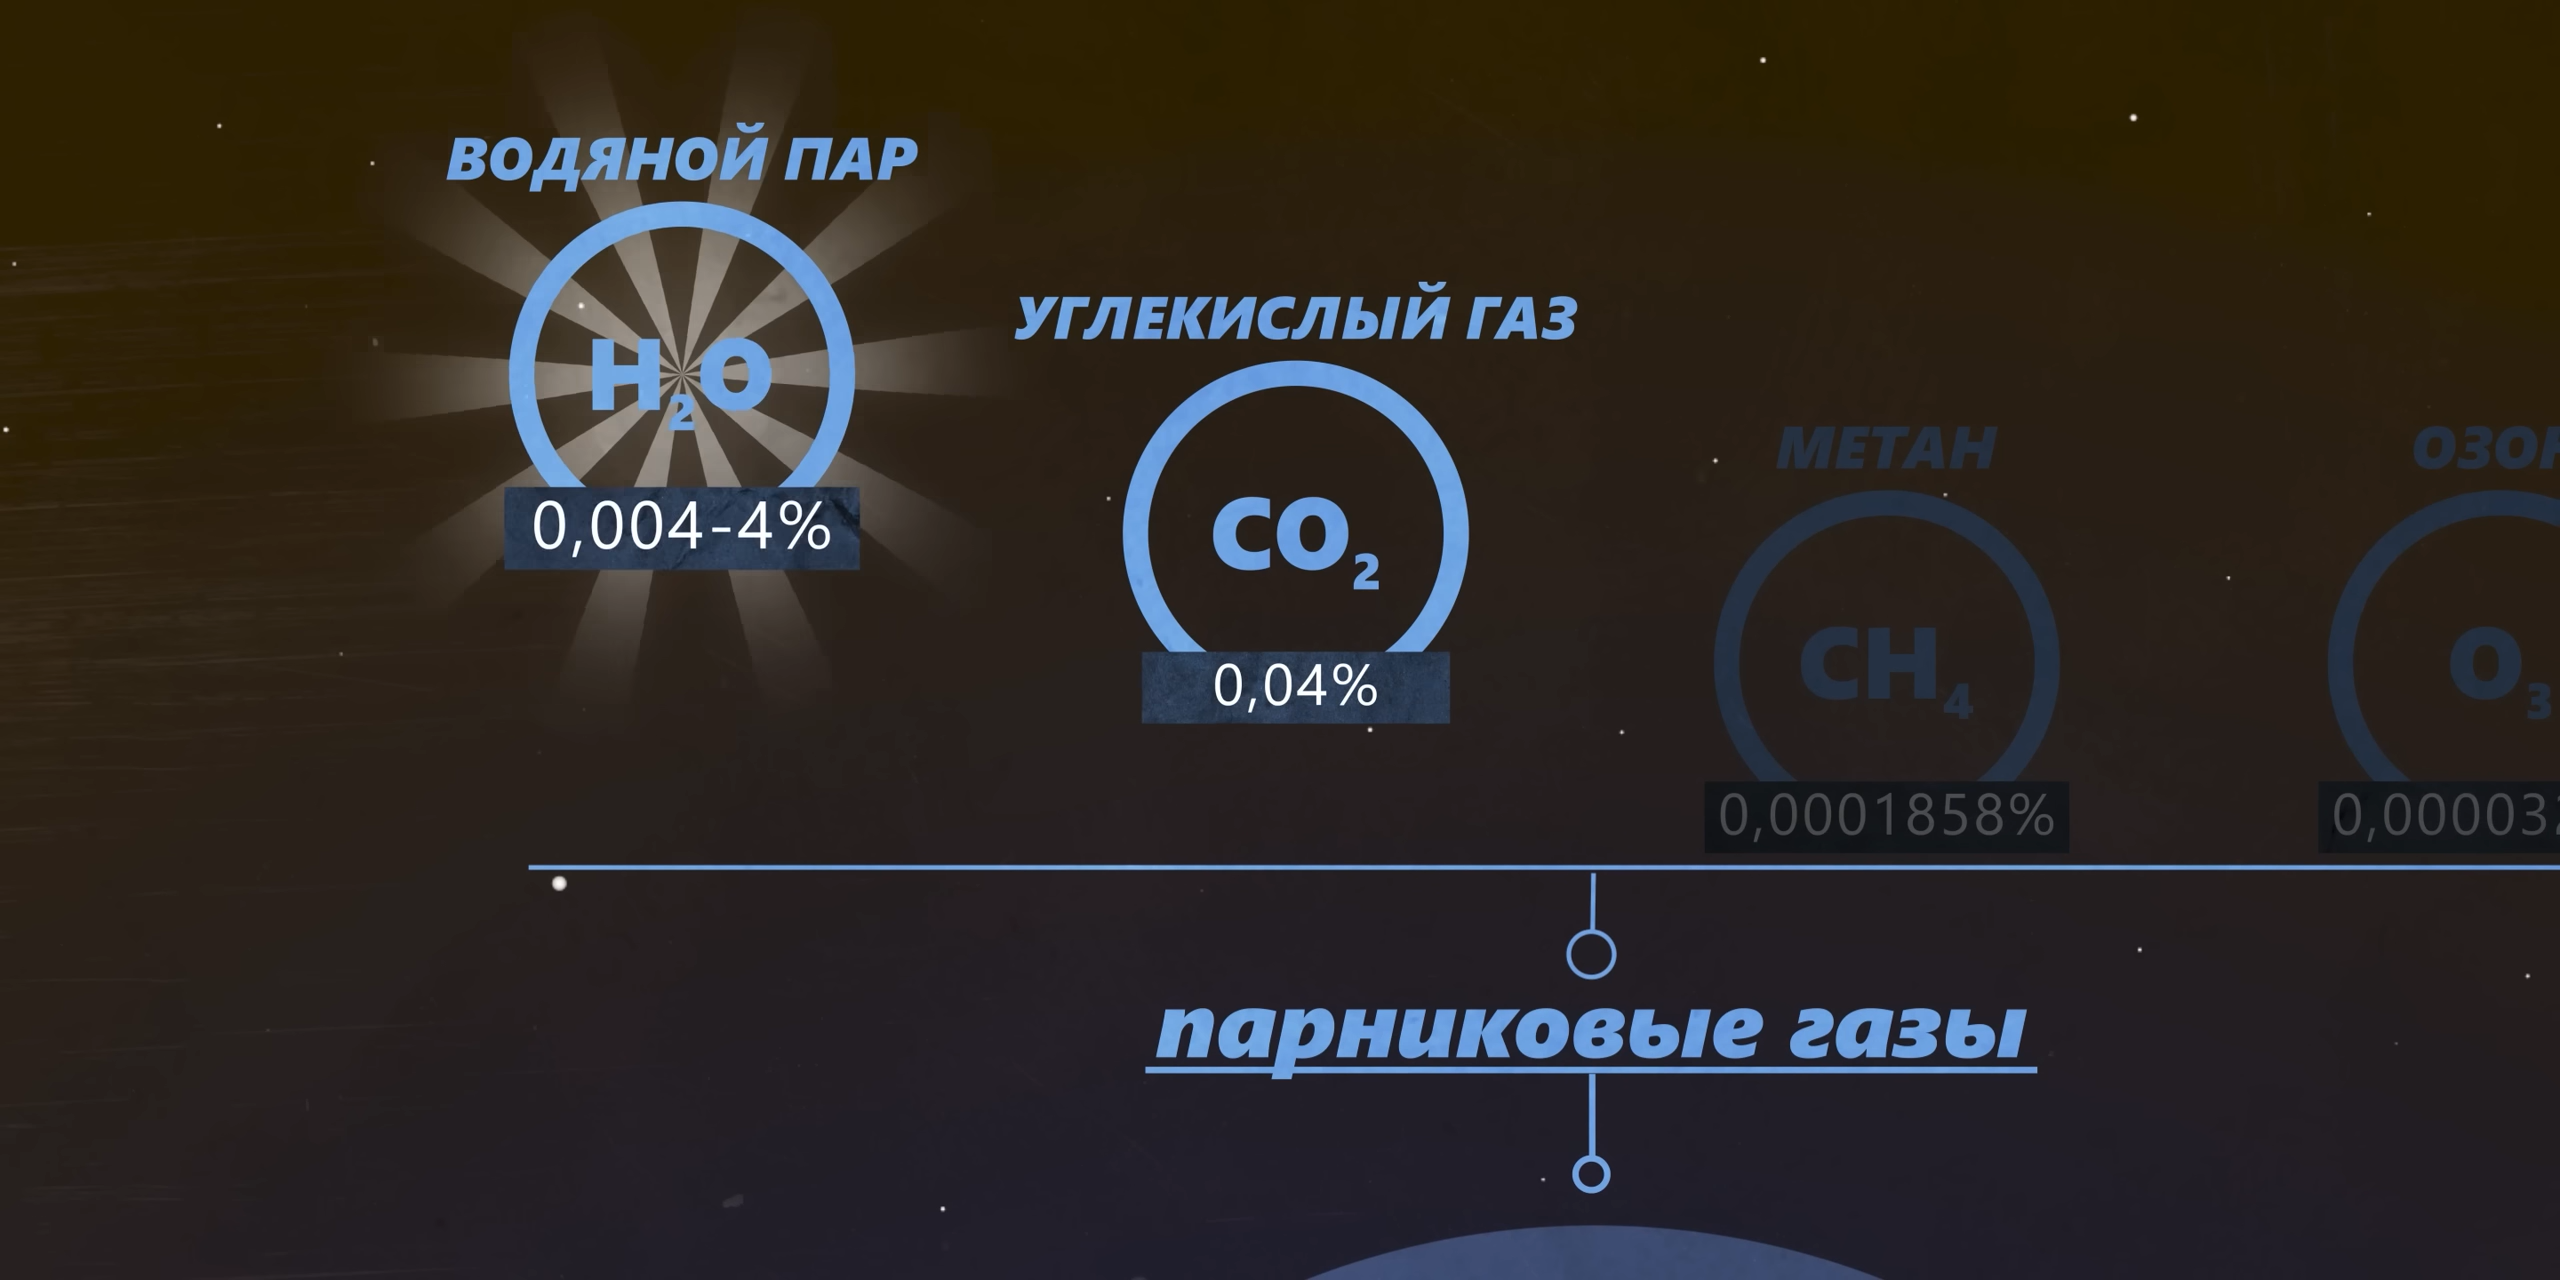 ВОДЯНОЙ ПАР
H₂O
0,004-4%
УГЛЕКИСЛЫЙ ГАЗ
CO₂
0,04%
МЕТАН
CH₄
0,0001858%
O₃
парниковые газы